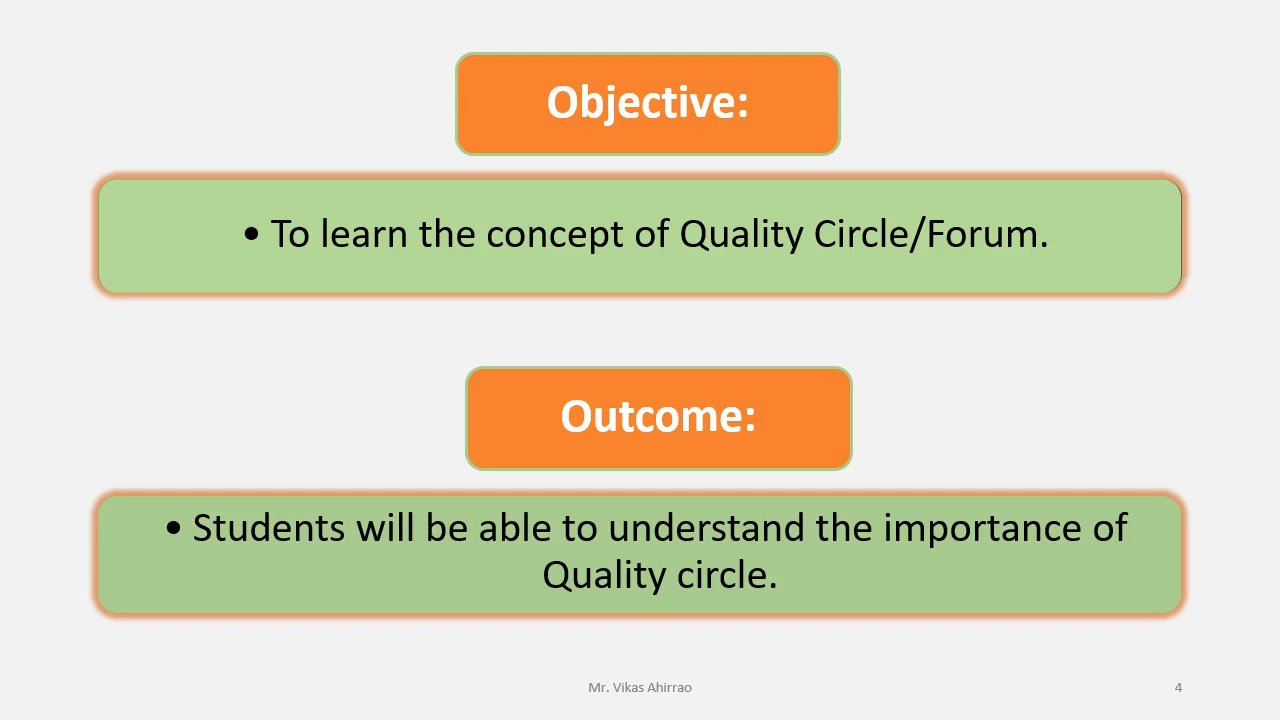 Objective:
• To learn the concept of Quality Circle/Forum.
Outcome:
• Students will be able to understand the importance of
Quality circle.
Mr. Vikas Ahirrao
4